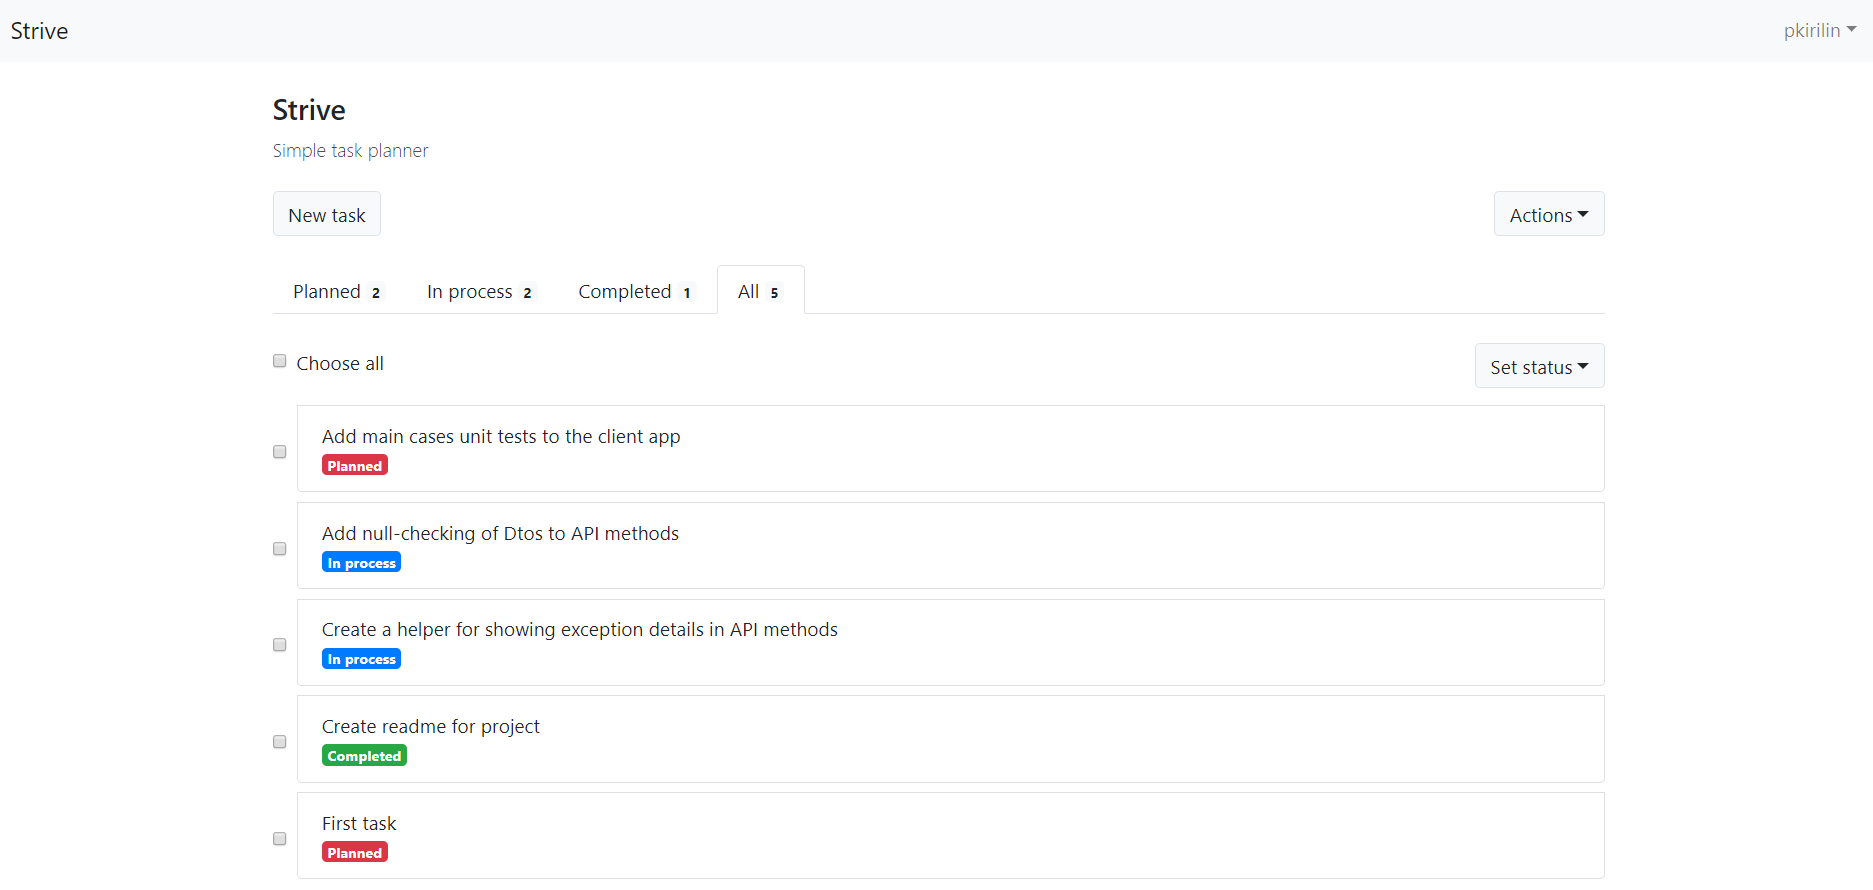 Strive
pkirilin
Strive
Simple task planner
New task
Actions
Planned 2 In process 2 Completed 1 All 5
Choose all
Set status
Add main cases unit tests to the client app
Planned
Add null-checking of Dtos to API methods
In process
Create a helper for showing exception details in API methods
In process
Create readme for project
Completed
First task
Planned